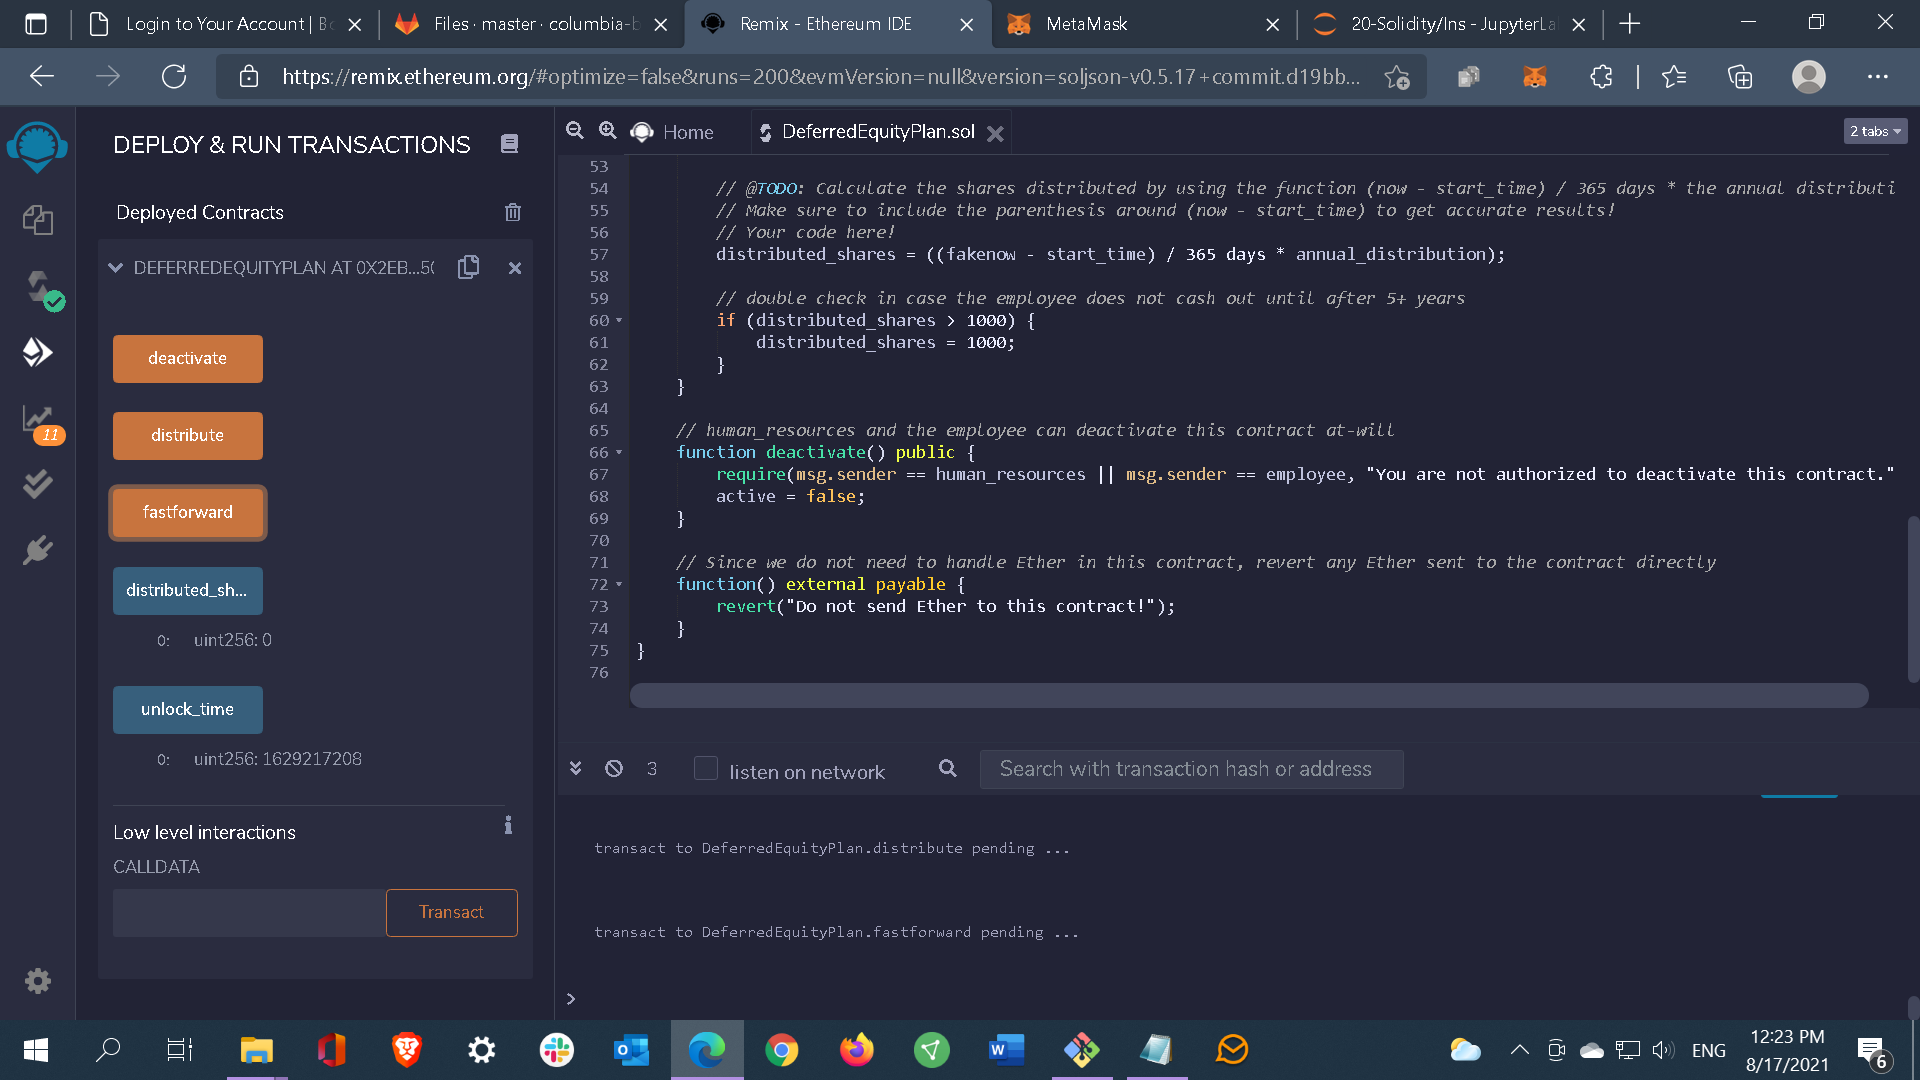 Login to Your Account | Bo
Files · master · columbia-b
Remix - Ethereum IDE
MetaMask
20-Solidity/Ins - JupyterLa
https://remix.ethereum.org/#optimize=false&runs=200&evmVersion=null&version=soljson-v0.5.17+commit.d19bb...
DEPLOY & RUN TRANSACTIONS
Deployed Contracts
DEFERREDEQUITYPLAN AT 0X2EB...5(
deactivate
distribute
fastforward
distributed_sh...
0: uint256: 0
unlock_time
0: uint256: 1629217208
Low level interactions
CALLDATA
Transact
11
Home
DeferredEquityPlan.sol
2 tabs
53
54 // @TODO: Calculate the shares distributed by using the function (now - start_time) / 365 days * the annual distributi
55 // Make sure to include the parenthesis around (now - start_time) to get accurate results!
56 // Your code here!
57 distributed_shares = ((fakenow - start_time) / 365 days * annual_distribution);
58
59 // double check in case the employee does not cash out until after 5+ years
60 if (distributed_shares > 1000) {
61 distributed_shares = 1000;
62 }
63 }
64
65 // human_resources and the employee can deactivate this contract at-will
66 function deactivate() public {
67 require(msg.sender == human_resources || msg.sender == employee, "You are not authorized to deactivate this contract."
68 active = false;
69 }
70
71 // Since we do not need to handle Ether in this contract, revert any Ether sent to the contract directly
72 function() external payable {
73 revert("Do not send Ether to this contract!");
74 }
75 }
76
3
listen on network
Search with transaction hash or address
transact to DeferredEquityPlan.distribute pending ...
transact to DeferredEquityPlan.fastforward pending ...
>
ENG
12:23 PM
8/17/2021
6